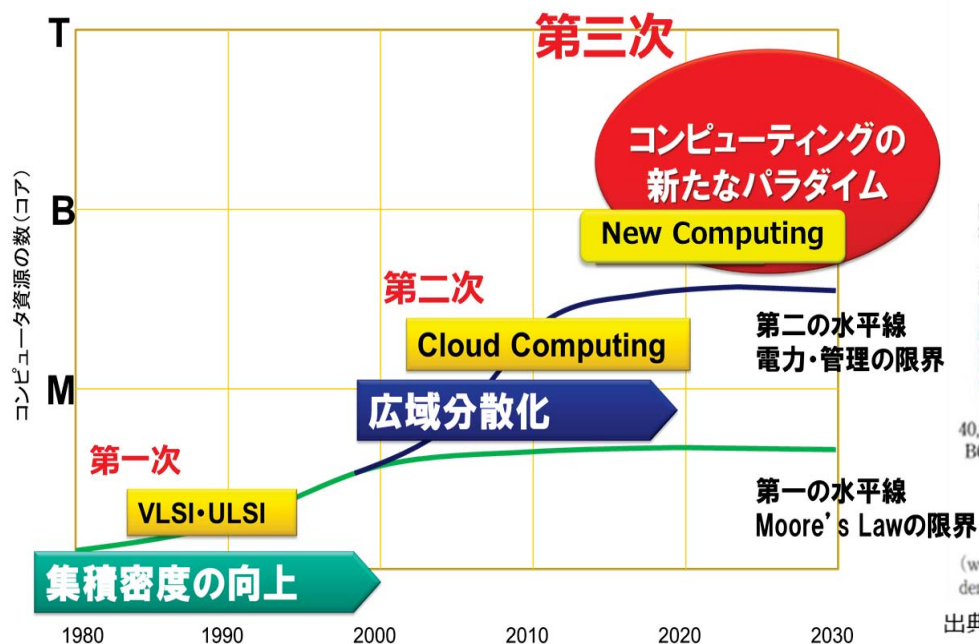 T
第三次
コンピューティングの
新たなパラダイム
B
New Computing
コンピュータ資源の数(コア)
第二次
Cloud Computing
第二の水平線
電力・管理の限界
M
広域分散化
40,
第一次
VLSI・ULSI
第一の水平線
Moore's Lawの限界
集積密度の向上
(w
出典
1980
1990
2000
2010
2020
2030